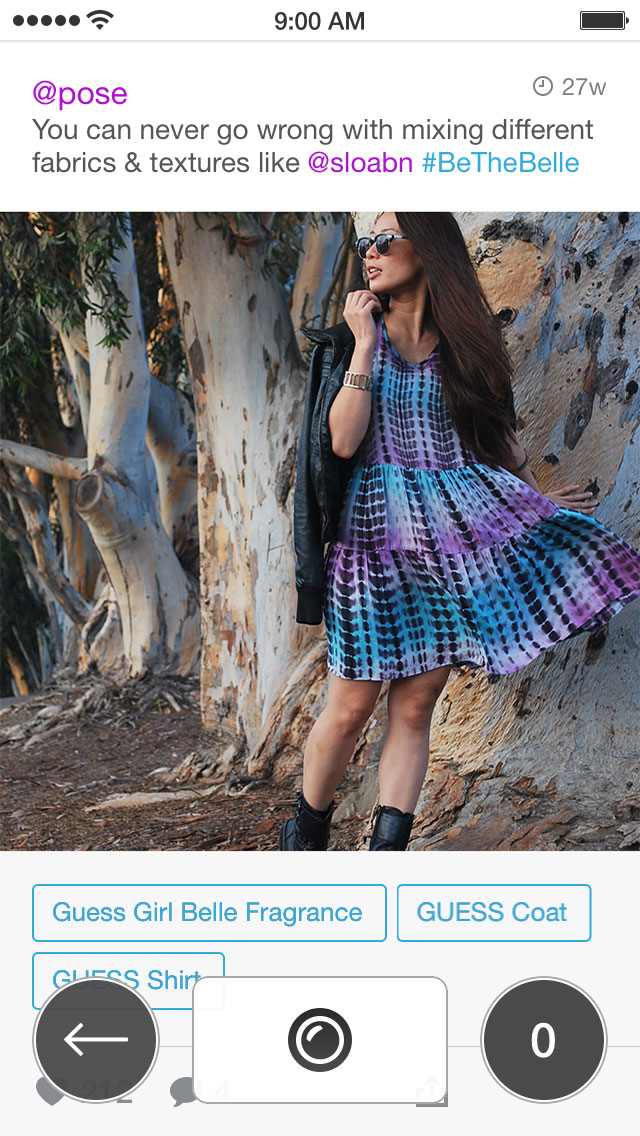 9:00 AM
@pose
27w
You can never go wrong with mixing different
fabrics & textures like @sloabn #BeTheBelle
Guess Girl Belle Fragrance
GUESS Coat
GUESS Shirt
0
212
4